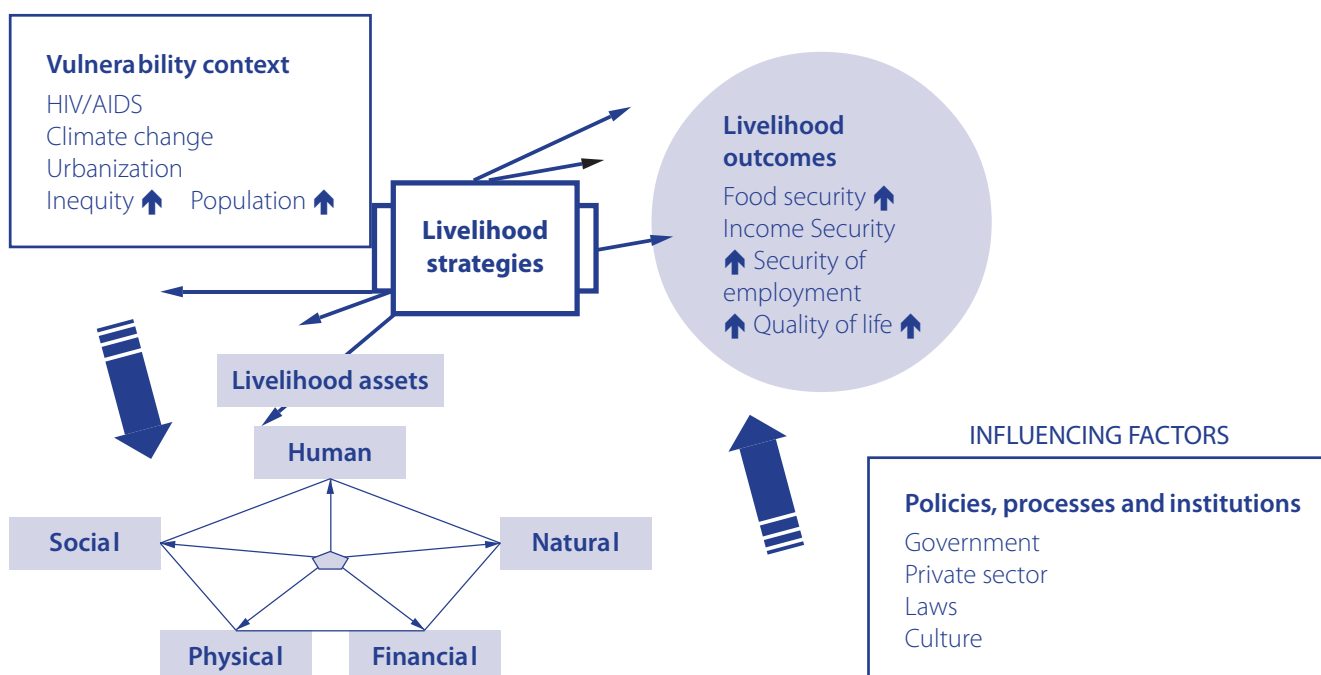 Vulnerability context
HIV/AIDS
Climate change
Urbanization
Inequity ↑ Population ↑
Livelihood
strategies
Livelihood
outcomes
Food security ↑
Income Security
↑ Security of
employment
↑ Quality of life ↑
Livelihood assets
Human
Social
Natural
Physical
Financial
INFLUENCING FACTORS
Policies, processes and institutions
Government
Private sector
Laws
Culture